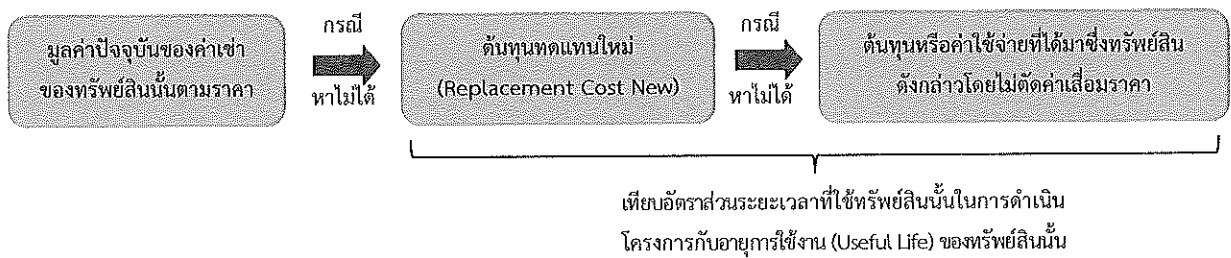 มูลค่าปัจจุบันของค่าเช่า
ของทรัพย์สินนั้นตามราคา
กรณี
หาไม่ได้
ต้นทุนทดแทนใหม่
(Replacement Cost New)
กรณี
หาไม่ได้
ต้นทุนหรือค่าใช้จ่ายที่ได้มาซึ่งทรัพย์สิน
ดังกล่าวโดยไม่ตัดค่าเสื่อมราคา
เทียบอัตราส่วนระยะเวลาที่ใช้ทรัพย์สินนั้นในการดำเนิน
โครงการกับอายุการใช้งาน (Useful Life) ของทรัพย์สินนั้น